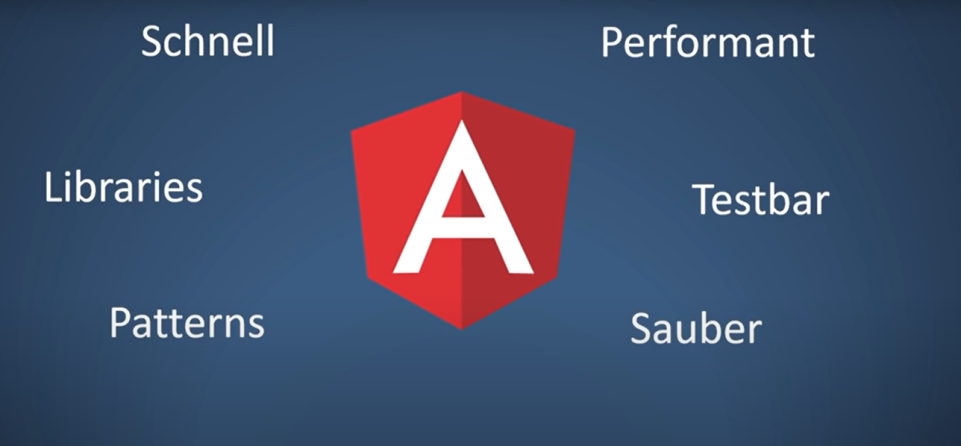 Schnell
Performant
Libraries
A
Testbar
Patterns
Sauber